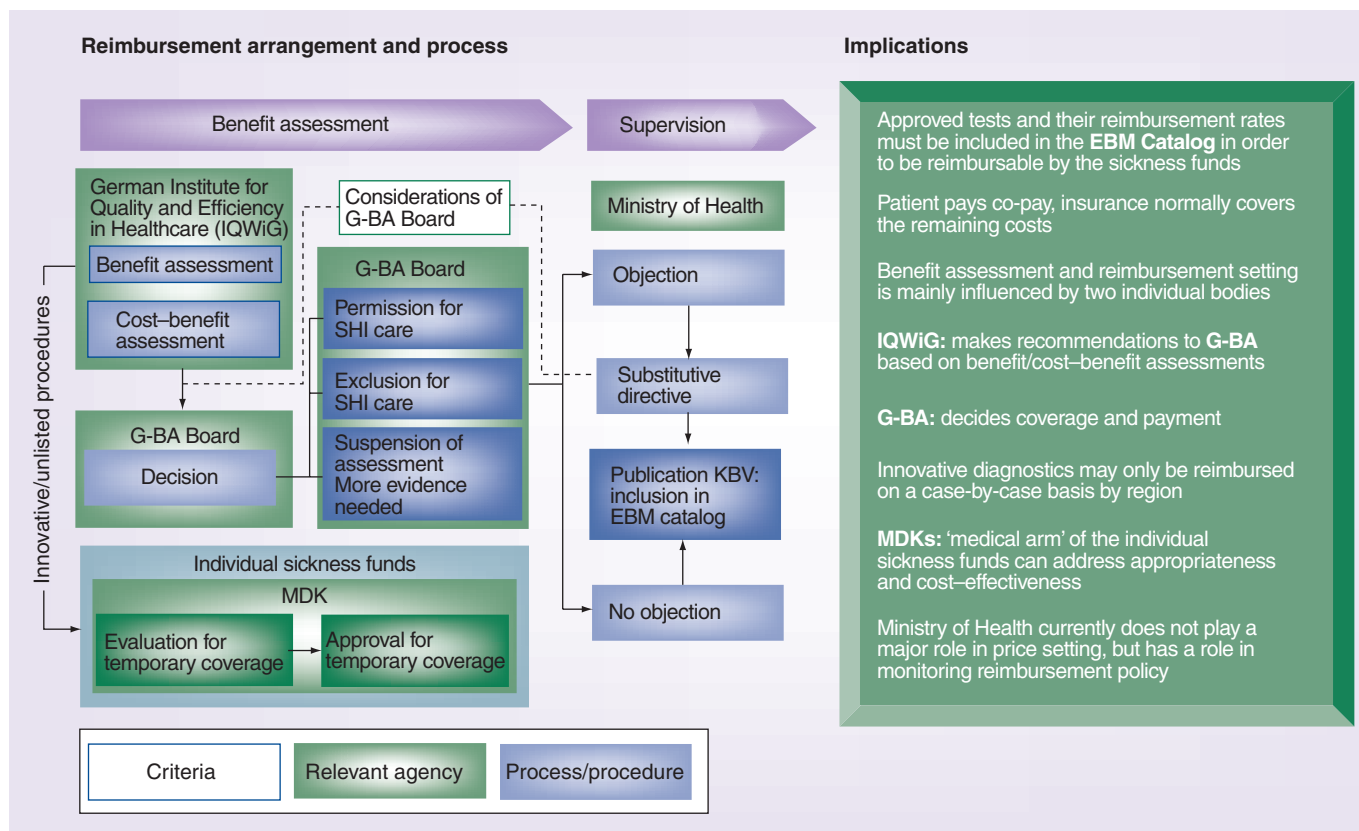 Reimbursement arrangement and process
Benefit assessment
Supervision
German Institute for
Quality and Efficiency
in Healthcare (IQWiG)
Benefit assessment
Cost–benefit
assessment
Considerations of
G-BA Board
G-BA Board
Decision
G-BA Board
Permission for
SHI care
Exclusion for
SHI care
Suspension of
assessment
More evidence
needed
Ministry of Health
Objection
Substitutive
directive
Publication KBV:
inclusion in
EBM catalog
No objection
Innovative/unlisted procedures
Individual sickness funds
MDK
Evaluation for
temporary coverage
Approval for
temporary coverage
Criteria
Relevant agency
Process/procedure
Implications
Approved tests and their reimbursement rates
must be included in the EBM Catalog in order
to be reimbursable by the sickness funds
Patient pays co-pay, insurance normally covers
the remaining costs
Benefit assessment and reimbursement setting
is mainly influenced by two individual bodies
IQWiG: makes recommendations to G-BA
based on benefit/cost–benefit assessments
G-BA: decides coverage and payment
Innovative diagnostics may only be reimbursed
on a case-by-case basis by region
MDKs: ‘medical arm’ of the individual
sickness funds can address appropriateness
and cost–effectiveness
Ministry of Health currently does not play a
major role in price setting, but has a role in
monitoring reimbursement policy